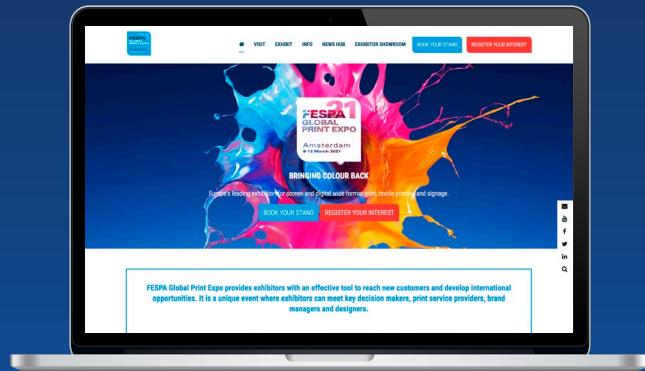 FESPA
GLOBAL
PRINT EXPO
VISIT EXHIBIT INFO NEWS HUB EXHIBITOR SHOWROOM BOOK YOUR STAND REGISTER YOUR INTEREST
FESPA 21
GLOBAL
PRINT EXPO
Amsterdam
9-12 March 2021
BRINGING COLOUR BACK
Europe's leading exhibition for screen and digital wide format print, textile printing and signage.
BOOK YOUR STAND REGISTER YOUR INTEREST
FESPA Global Print Expo provides exhibitors with an effective tool to reach new customers and develop international
opportunities. It is a unique event where exhibitors can meet key decision makers, print service providers, brand
managers and designers.